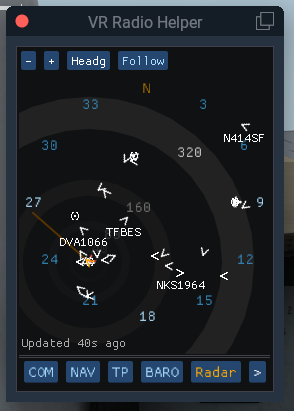 VR Radio Helper
- + Headg Follow
N
33 3
N414SF
30 320 6
27 160 9
TFBES
DVA1066
24 12
NKS1964
21 15
18
Updated 40s ago
COM NAV TP BARO Radar >